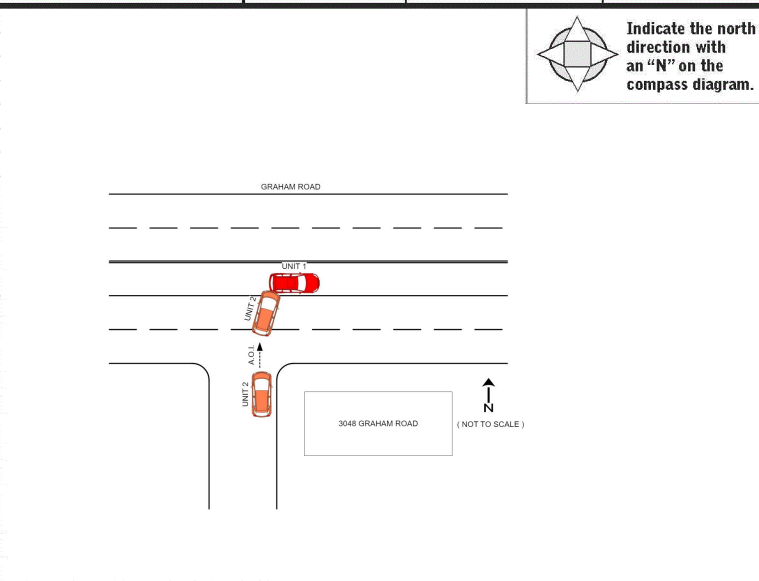 Indicate the north
direction with
an “N” on the
compass diagram.
GRAHAM ROAD
UNIT 1
UNIT 2
A.O.I.
UNIT 2
3048 GRAHAM ROAD
N
( NOT TO SCALE )